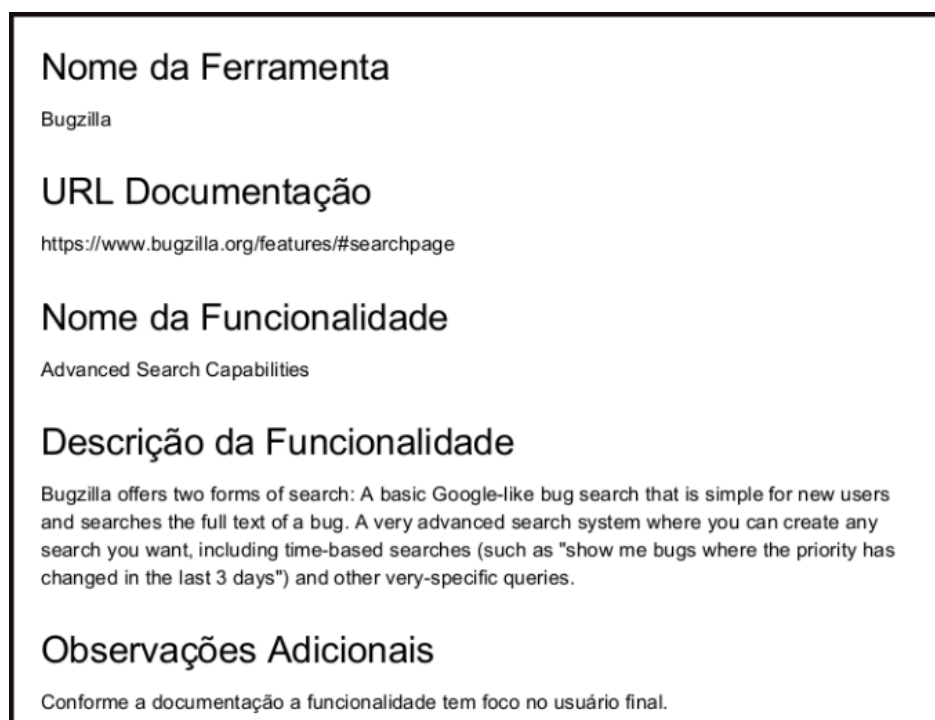 Nome da Ferramenta
Bugzilla
URL Documentação
https://www.bugzilla.org/features/#searchpage
Nome da Funcionalidade
Advanced Search Capabilities
Descrição da Funcionalidade
Bugzilla offers two forms of search: A basic Google-like bug search that is simple for new users
and searches the full text of a bug. A very advanced search system where you can create any
search you want, including time-based searches (such as "show me bugs where the priority has
changed in the last 3 days") and other very-specific queries.
Observações Adicionais
Conforme a documentação a funcionalidade tem foco no usuário final.